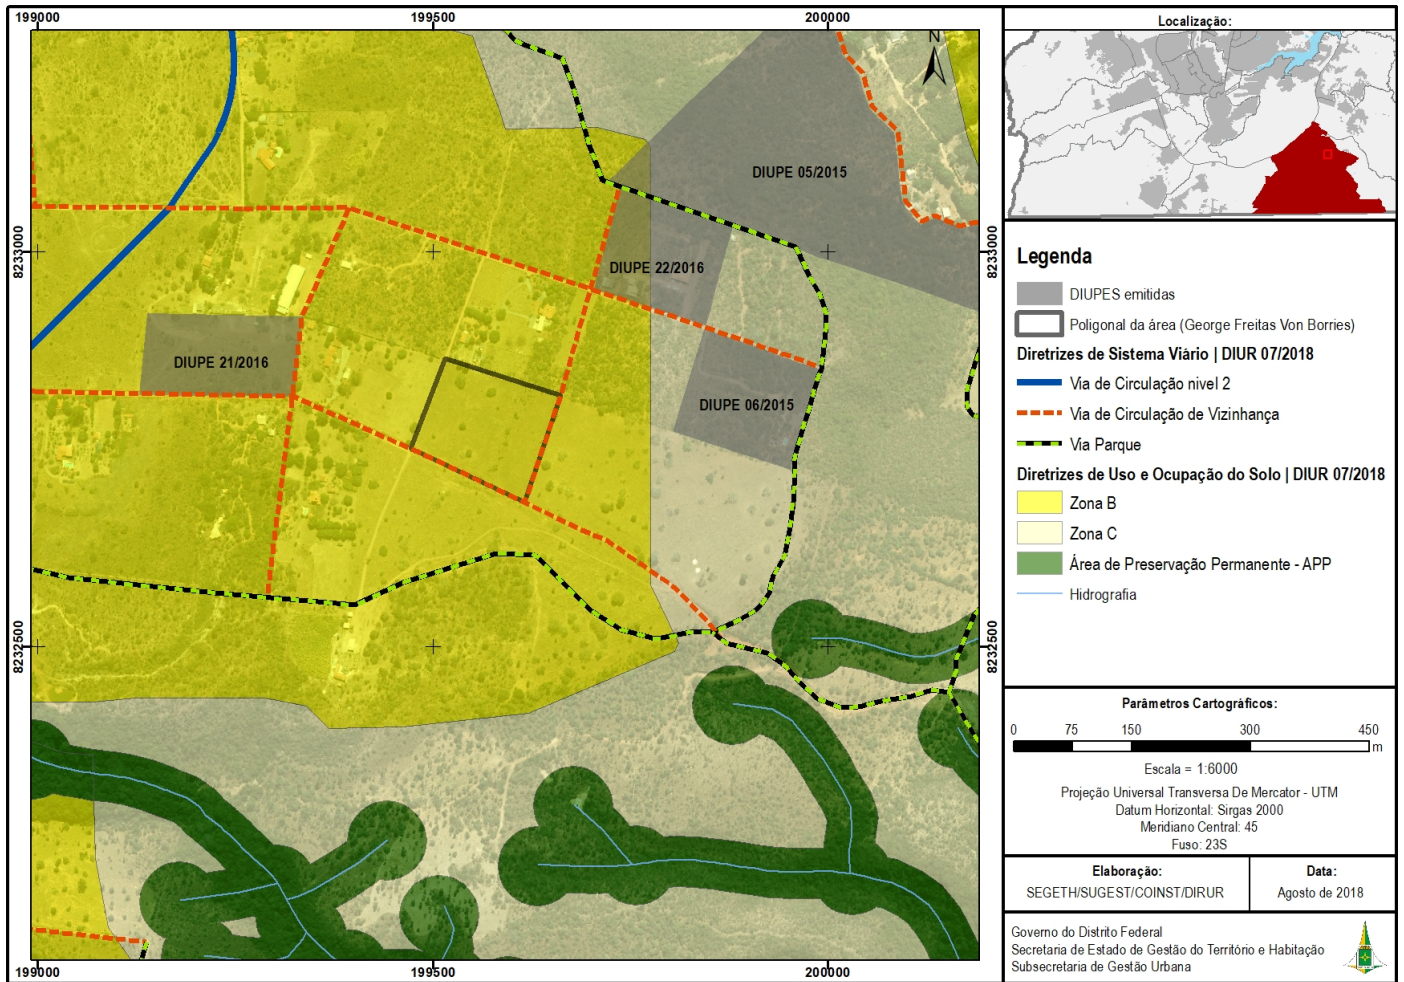 199000
199500
200000
N
8233000
8233000
8232500
8232500
DIUPE 05/2015
DIUPE 22/2016
DIUPE 21/2016
DIUPE 06/2015
199000
199500
200000
Localização:
Legenda
DIUPES emitidas
Poligonal da área (George Freitas Von Borries)
Diretrizes de Sistema Viário | DIUR 07/2018
Via de Circulação nivel 2
Via de Circulação de Vizinhança
Via Parque
Diretrizes de Uso e Ocupação do Solo | DIUR 07/2018
Zona B
Zona C
Área de Preservação Permanente - APP
Hidrografia
Parâmetros Cartográficos:
0 75 150 300 450
m
Escala = 1:6000
Projeção Universal Transversa De Mercator - UTM
Datum Horizontal: Sirgas 2000
Meridiano Central: 45
Fuso: 23S
Elaboração:
SEGETH/SUGEST/COINST/DIRUR
Data:
Agosto de 2018
Governo do Distrito Federal
Secretaria de Estado de Gestão do Território e Habitação
Subsecretaria de Gestão Urbana